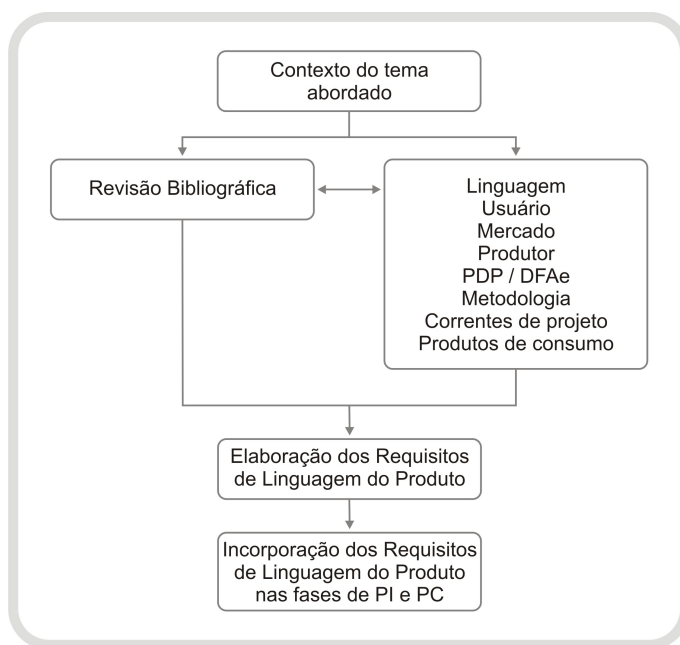 Contexto do tema
abordado
Revisão Bibliográfica
Linguagem
Usuário
Mercado
Produtor
PDP / DFAe
Metodologia
Correntes de projeto
Produtos de consumo
Elaboração dos Requisitos
de Linguagem do Produto
Incorporação dos Requisitos
de Linguagem do Produto
nas fases de PI e PC